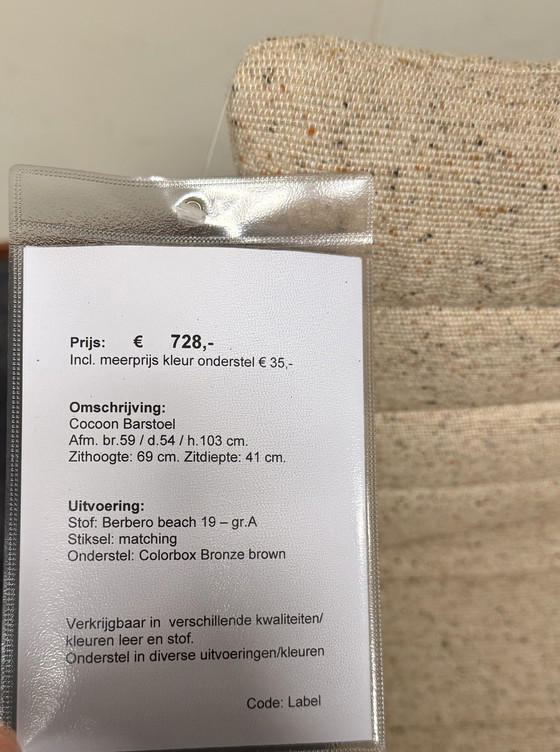 Prijs: € 728,-
Incl. meerprijs kleur onderstel € 35,-
Omschrijving:
Cocoon Barstoel
Afm. br.59 / d.54 / h.103 cm.
Zithoogte: 69 cm. Zitdiepte: 41 cm.
Uitvoering:
Stof: Berbero beach 19 – gr.A
Stiksel: matching
Onderstel: Colorbox Bronze brown
Verkrijgbaar in verschillende kwaliteiten/
kleuren leer en stof.
Onderstel in diverse uitvoeringen/kleuren
Code: Label